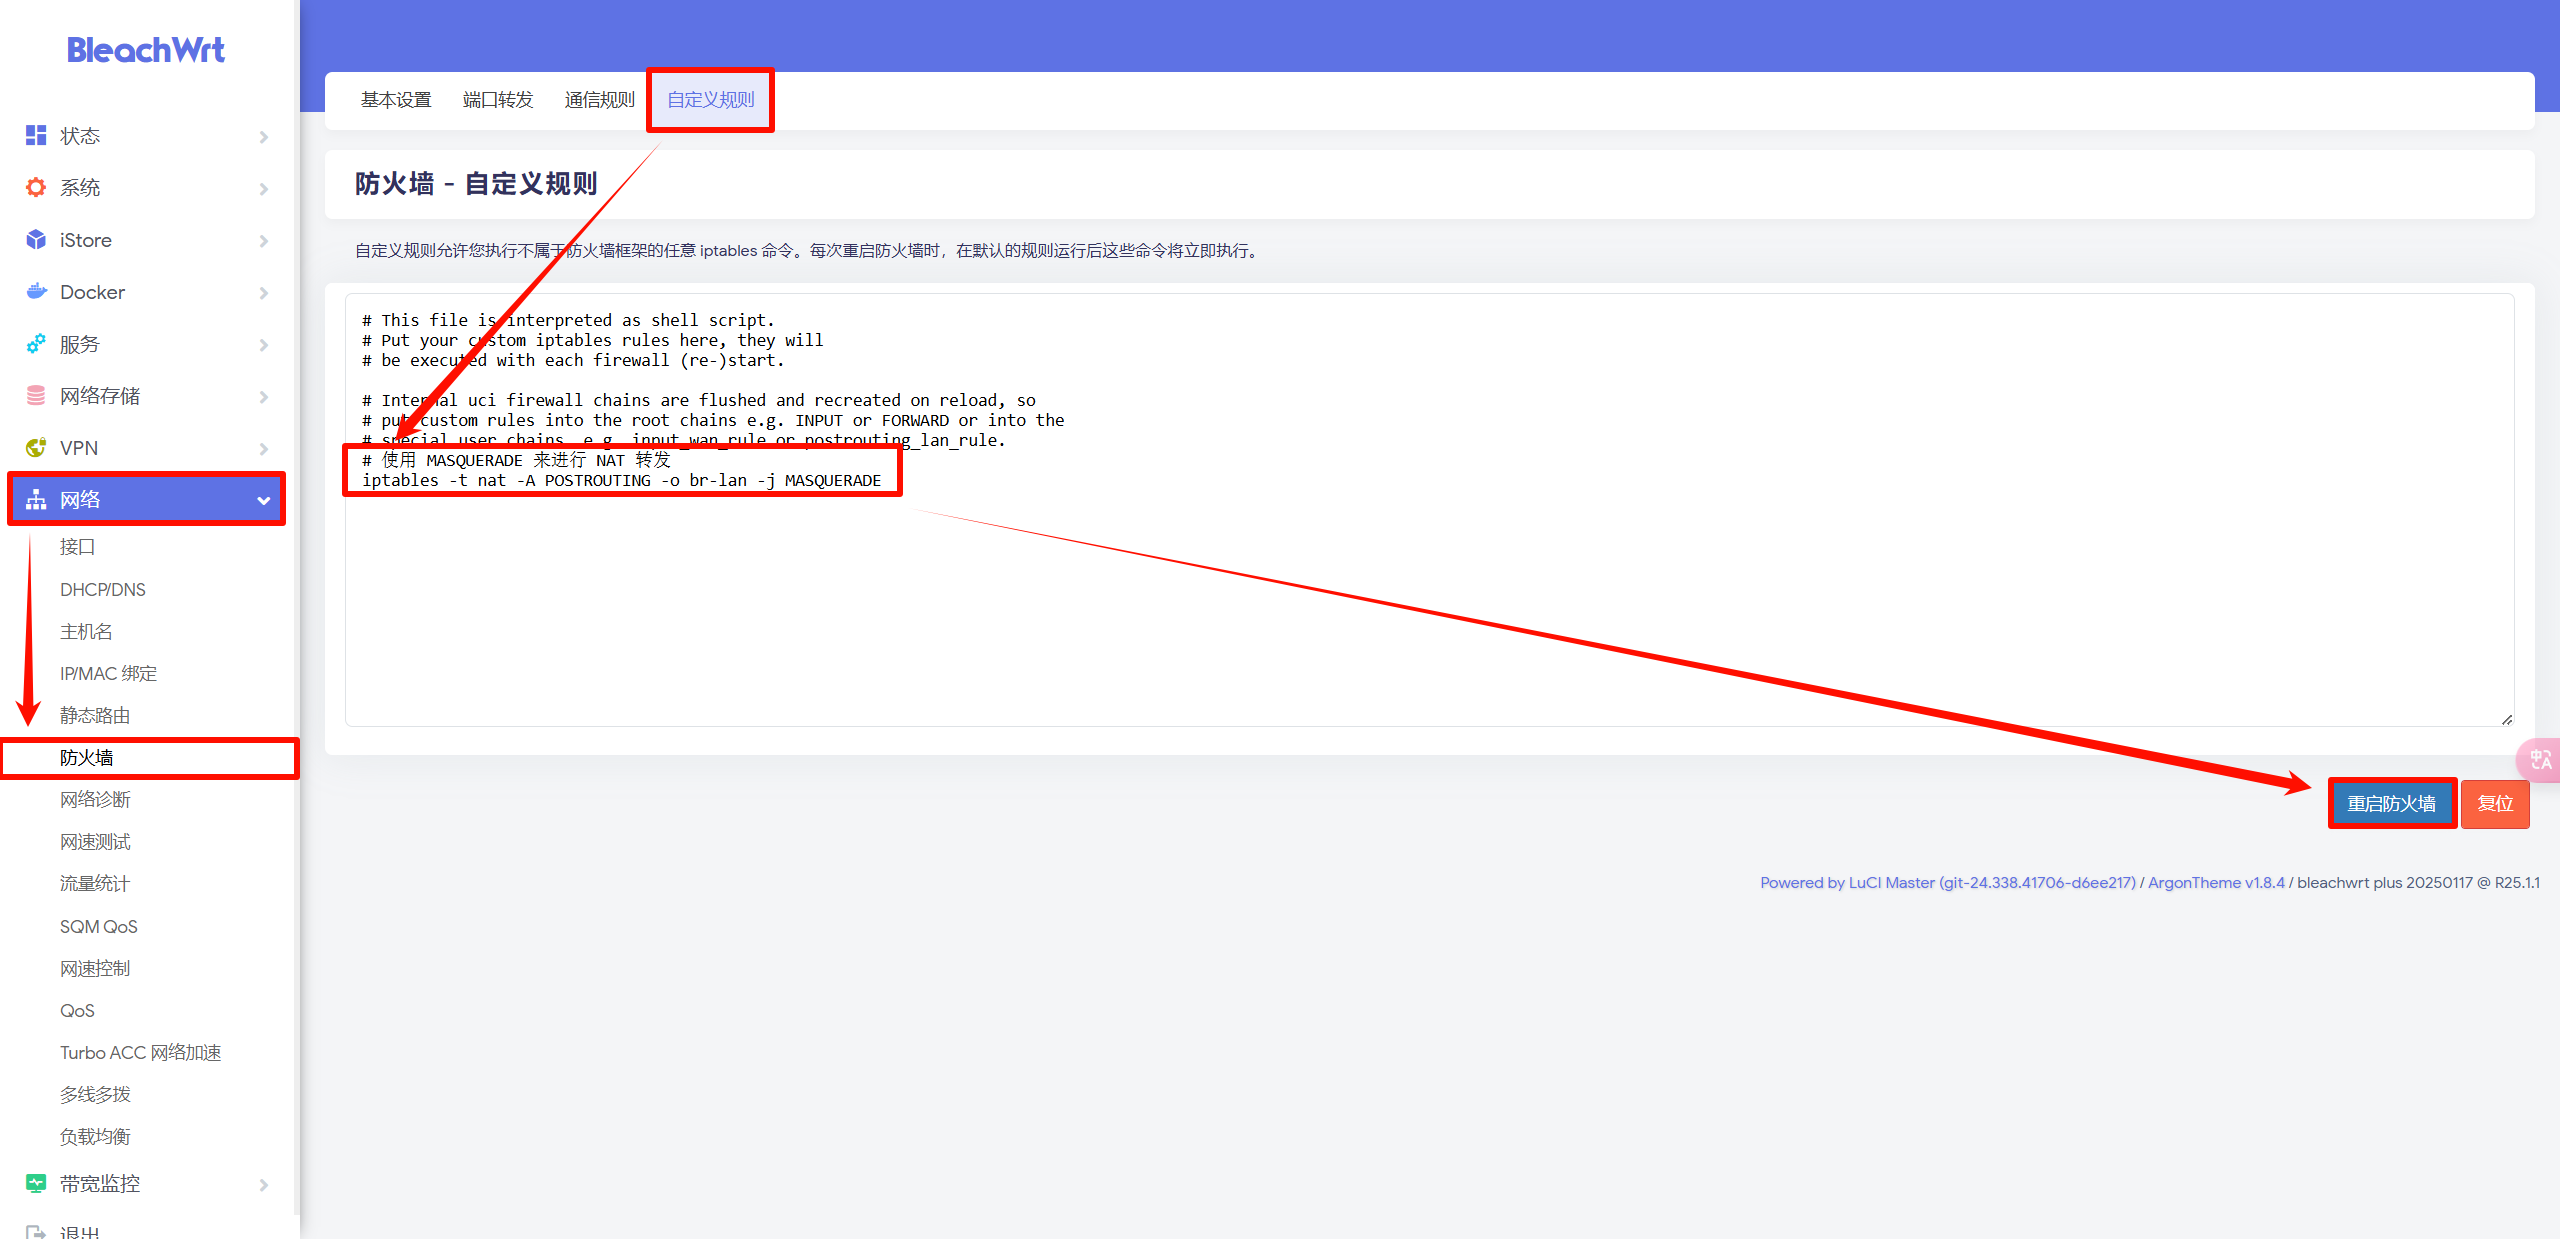 BleachWrt
状态
系统
iStore
Docker
服务
网络存储
VPN
网络
接口
DHCP/DNS
主机名
IP/MAC 绑定
静态路由
防火墙
网络诊断
网速测试
流量统计
SQM QoS
网速控制
QoS
Turbo ACC 网络加速
多线多拨
负载均衡
带宽监控
退出
基本设置
端口转发
通信规则
自定义规则
防火墙 - 自定义规则
自定义规则允许您执行不属于防火墙框架的任意 iptables 命令。每次重启防火墙时，在默认的规则运行后这些命令将立即执行。
# This file is interpreted as shell script.
# Put your custom iptables rules here, they will
# be executed with each firewall (re-)start.
# Internal uci firewall chains are flushed and recreated on reload, so
# put custom rules into the root chains e.g. INPUT or FORWARD or into the
# special user chains, e.g. input_wan_rule or postrouting_lan_rule.
# 使用 MASQUERADE 来进行 NAT 转发
iptables -t nat -A POSTROUTING -o br-lan -j MASQUERADE
中A
重启防火墙
复位
Powered by LuCI Master (git-24.338.41706-d6ee217) / ArgonTheme v1.8.4 / bleachwrt plus 20250117 @ R25.1.1